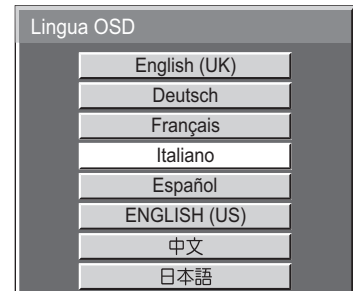 Lingua OSD
English (UK)
Deutsch
Français
Italiano
Español
ENGLISH (US)
中文
日本語